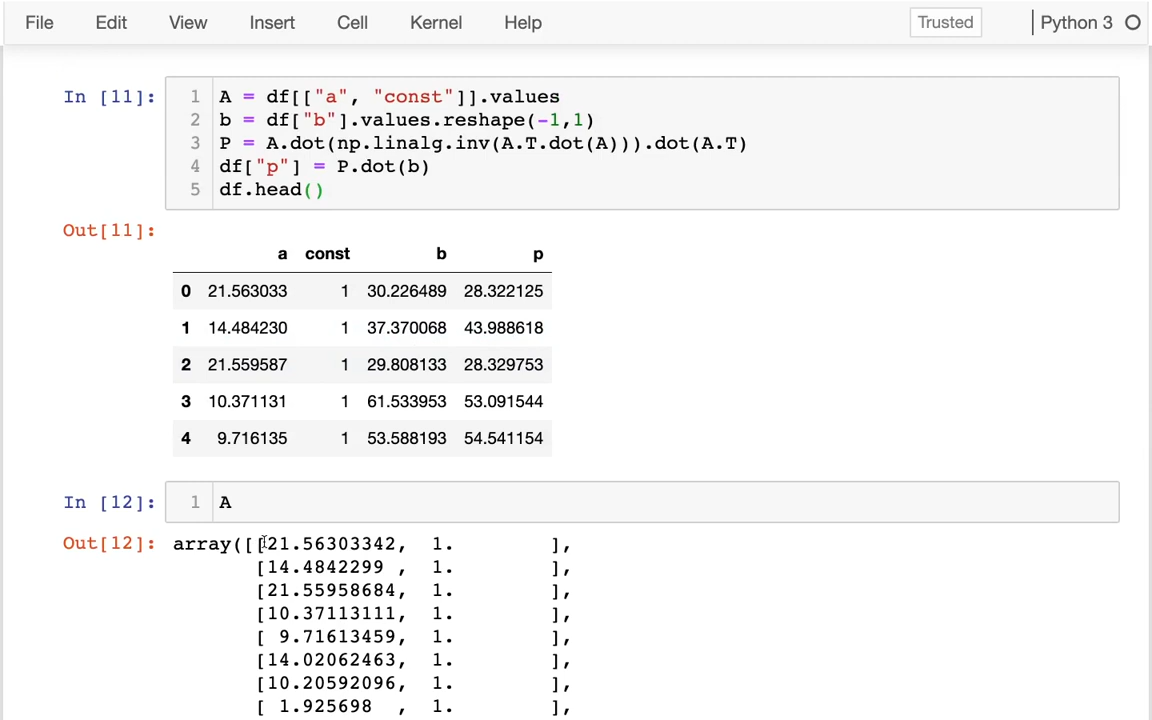 File Edit View Insert Cell Kernel Help Trusted Python 3
In [11]: 1 A = df[["a", "const"]].values
2 b = df["b"].values.reshape(-1,1)
3 P = A.dot(np.linalg.inv(A.T.dot(A))).dot(A.T)
4 df["p"] = P.dot(b)
5 df.head()
Out[11]:
a const b p
0 21.563033 1 30.226489 28.322125
1 14.484230 1 37.370068 43.988618
2 21.559587 1 29.808133 28.329753
3 10.371131 1 61.533953 53.091544
4 9.716135 1 53.588193 54.541154
In [12]: 1 A
Out[12]: array([[21.56303342, 1. ],
[14.4842299 , 1. ],
[21.55958684, 1. ],
[10.37113111, 1. ],
[ 9.71613459, 1. ],
[14.02062463, 1. ],
[10.20592096, 1. ],
[ 1.925698 , 1. ],